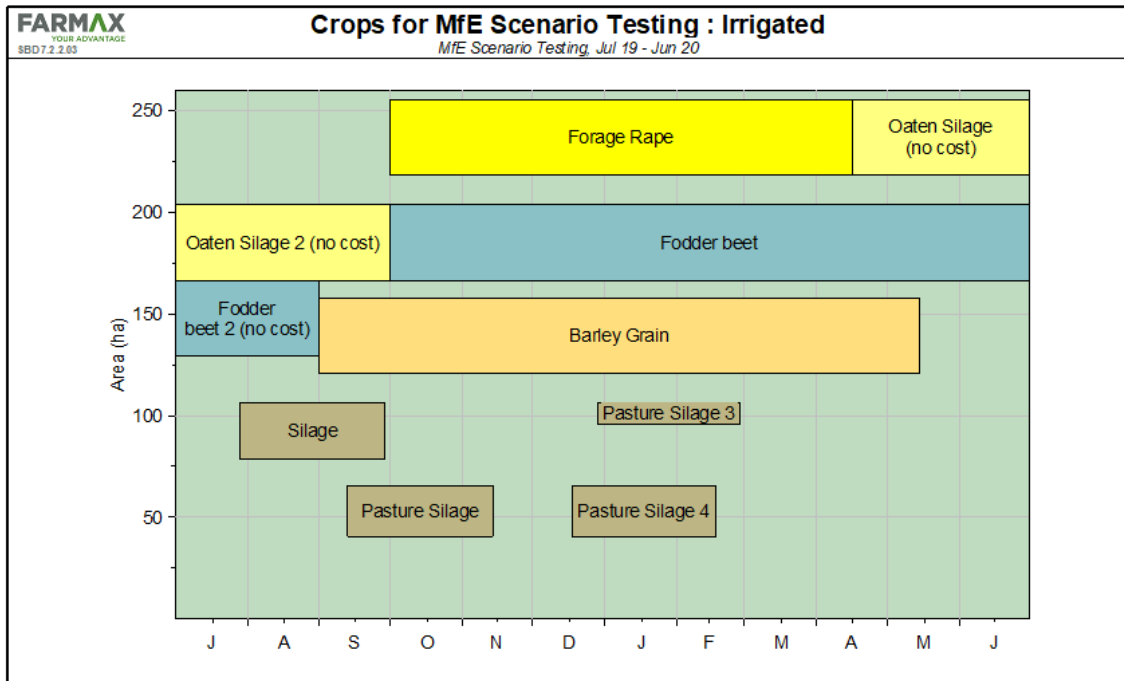 FARMAX
YOUR ADVANTAGE
SBD7.2.2.03
Crops for MfE Scenario Testing : Irrigated
MfE Scenario Testing, Jul 19 - Jun 20
Area (ha)
250
200
150
100
50
Forage Rape
Oaten Silage
(no cost)
Oaten Silage 2 (no cost)
Fodder beet
Fodder
beet 2 (no cost)
Barley Grain
Silage
Pasture Silage 3
Pasture Silage
Pasture Silage 4
J A S O N D J F M A M J